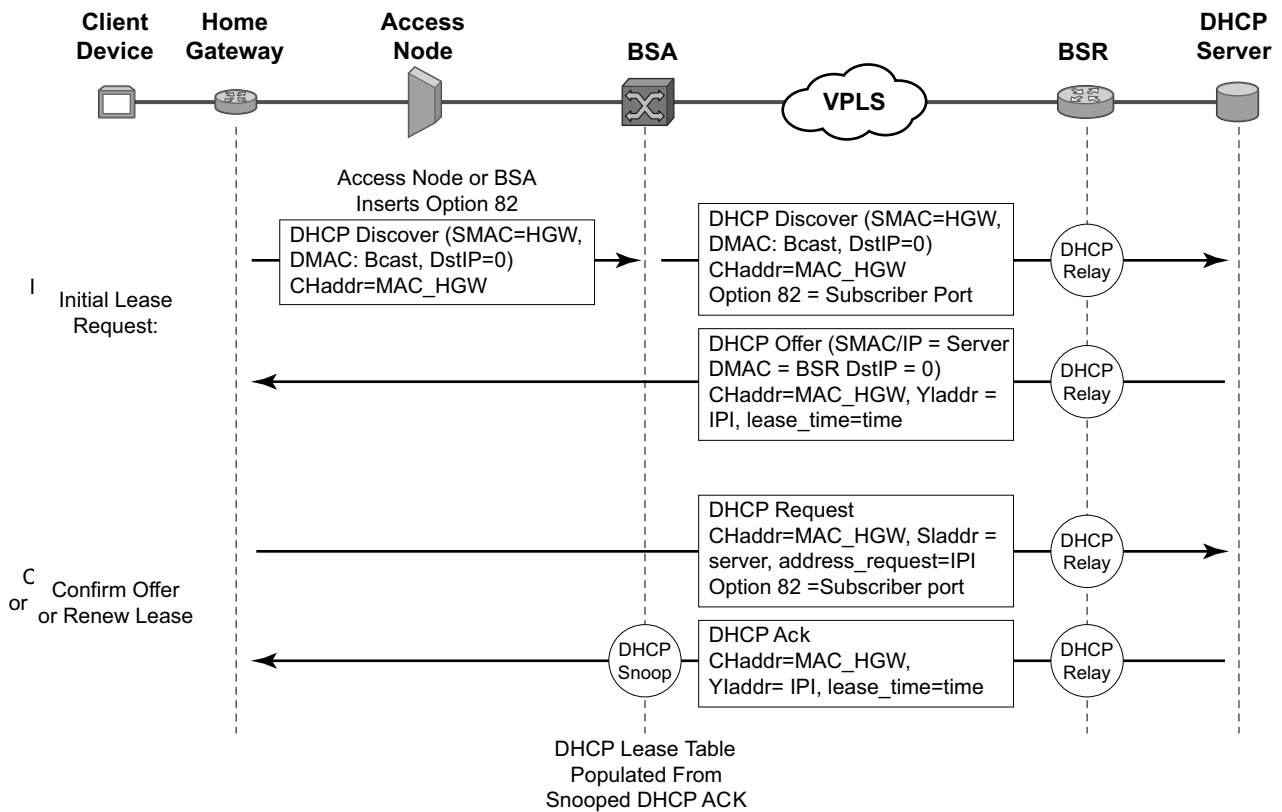 Client
Device
Home
Gateway
Access
Node
BSA
VPLS
BSR
DHCP
Server
Access Node or BSA
Inserts Option 82
DHCP Discover (SMAC=HGW,
DMAC: Bcast, DstIP=0)
CHaddr=MAC_HGW
DHCP Discover (SMAC=HGW,
DMAC: Bcast, DstIP=0)
CHaddr=MAC_HGW
Option 82 = Subscriber Port
DHCP
Relay
Initial Lease
Request:
DHCP Offer (SMAC/IP = Server
DMAC = BSR DstIP = 0)
CHaddr=MAC_HGW, YIaddr =
IPI, lease_time=time
DHCP
Relay
DHCP Request
CHaddr=MAC_HGW, SIaddr =
server, address_request=IPI
Option 82 =Subscriber port
DHCP
Relay
or
Confirm Offer
or Renew Lease
DHCP
Snoop
DHCP Ack
CHaddr=MAC_HGW,
YIaddr= IPI, lease_time=time
DHCP
Relay
DHCP Lease Table
Populated From
Snooped DHCP ACK